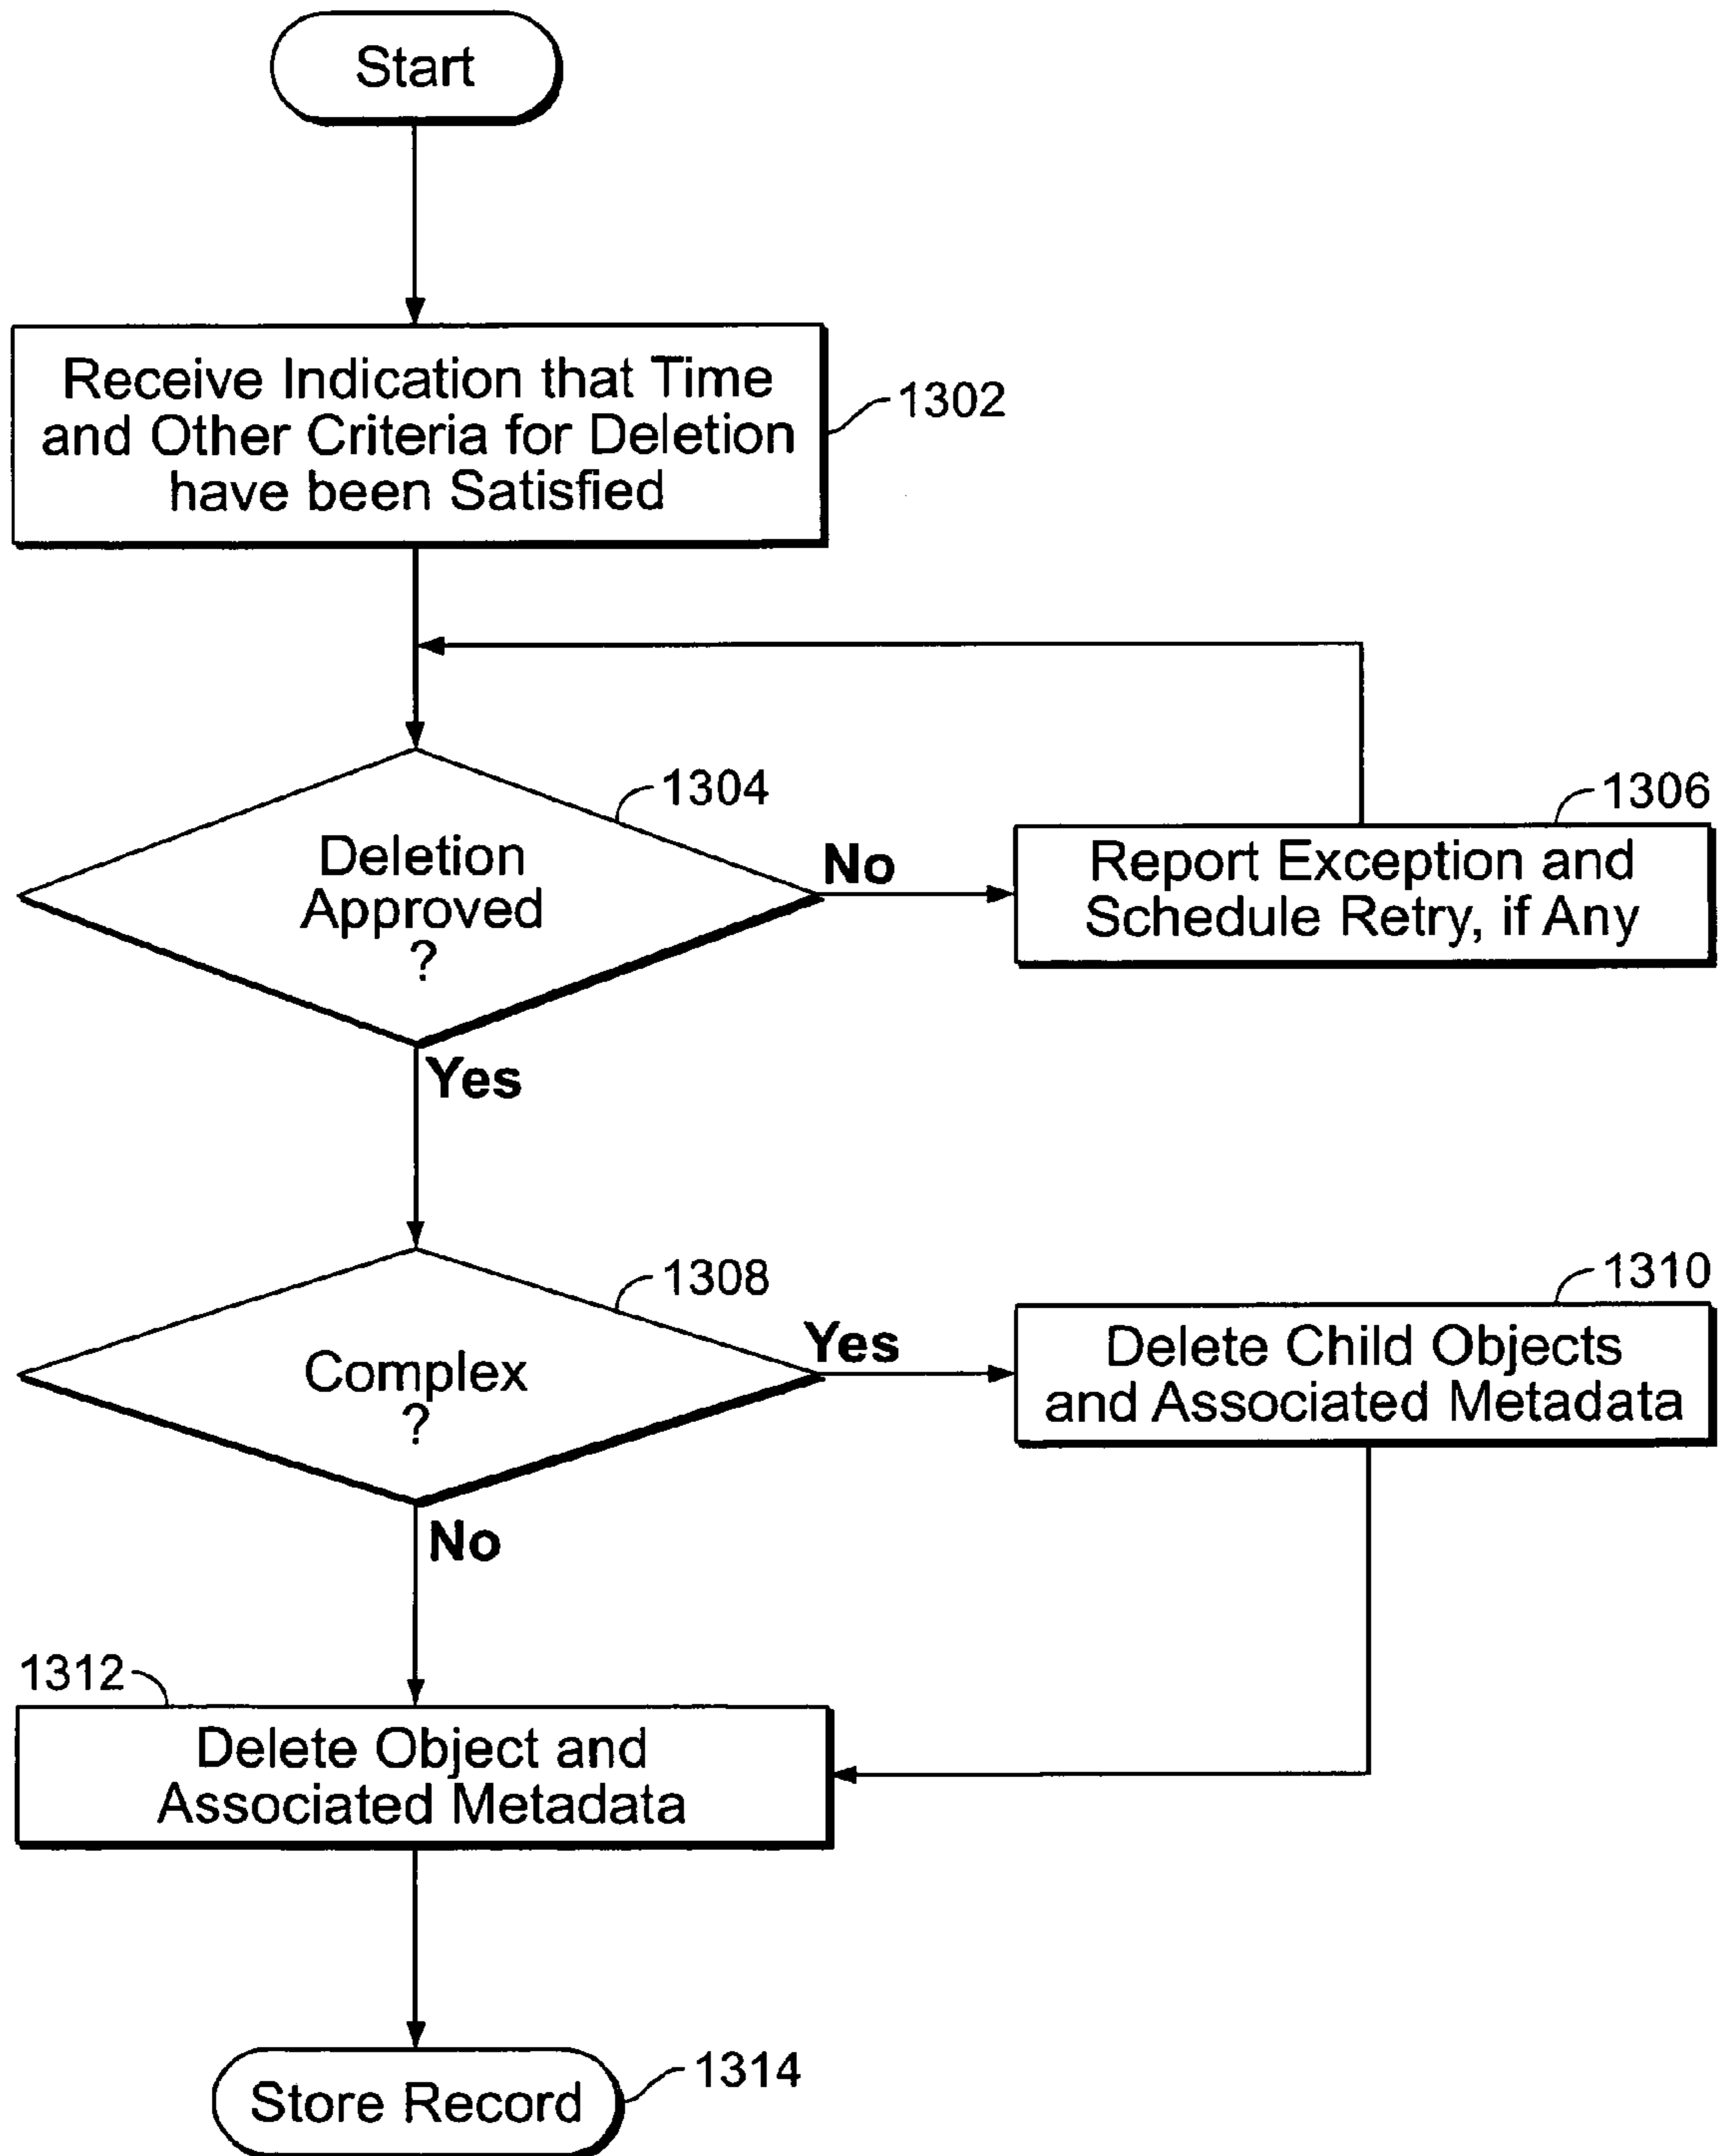 Start
Receive Indication that Time
and Other Criteria for Deletion
have been Satisfied
1302
1304
Deletion
Approved
?
No
1306
Report Exception and
Schedule Retry, if Any
Yes
1308
Complex
?
Yes
1310
Delete Child Objects
and Associated Metadata
No
1312
Delete Object and
Associated Metadata
Store Record
1314